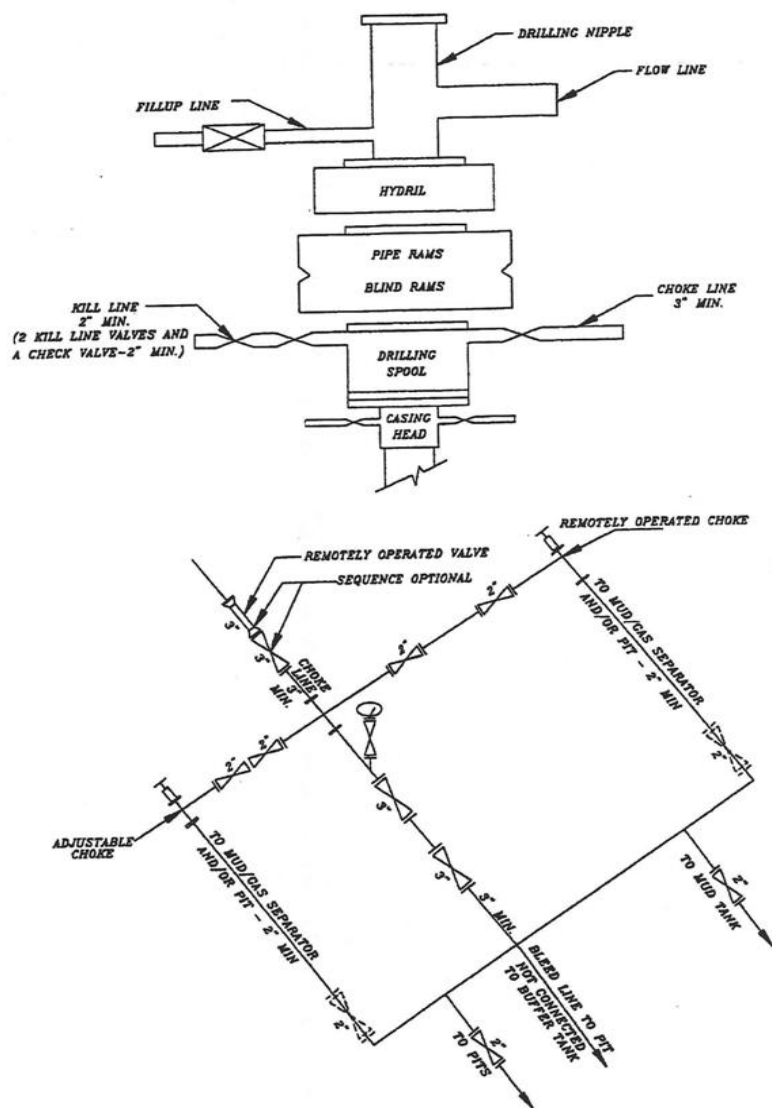 DRILLING NIPPLE
FLOW LINE
FILLUP LINE
HYDRIL
PIPE RAMS
BLIND RAMS
KILL LINE
2" MIN.
(2 KILL LINE VALVES AND
A CHECK VALVE-2" MIN.)
CHOKE LINE
3" MIN.
DRILLING
SPOOL
CASING
HEAD
REMOTELY OPERATED CHOKE
REMOTELY OPERATED VALVE
SEQUENCE OPTIONAL
3"
3"
CHOKE
LINE
3"
MIN.
2"
2"
TO MUD/GAS SEPARATOR
AND/OR PIT - 2" MIN
2"
2"
2"
ADJUSTABLE
CHOKE
TO MUD/GAS SEPARATOR
AND/OR PIT - 2" MIN
2"
3"
3"
3" MIN.
BLEED LINE TO PIT
NOT CONNECTED
TO BUFFER TANK
2"
TO MUD TANK
2"
TO PITS